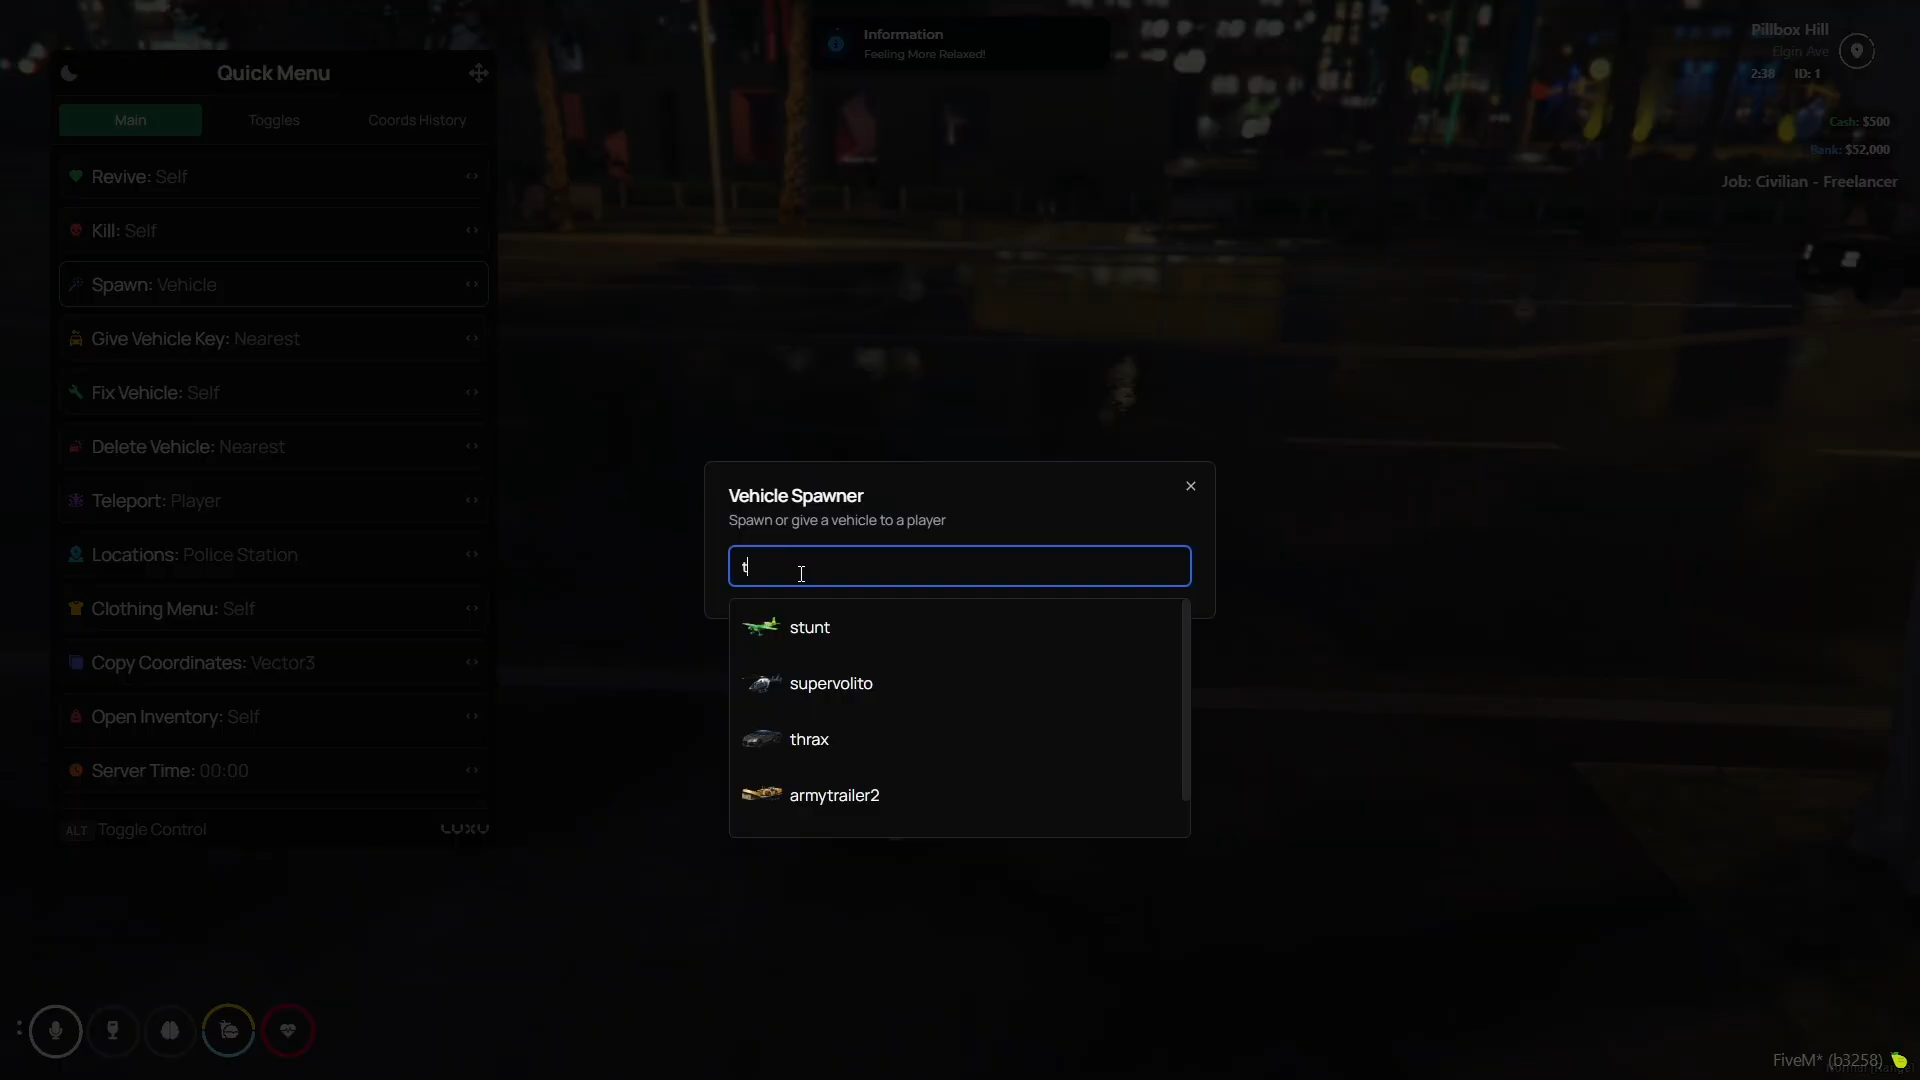 Quick Menu
Main
Toggles
Coords History
Revive: Self
Kill: Self
Spawn: Vehicle
Give Vehicle Key: Nearest
Fix Vehicle: Self
Delete Vehicle: Nearest
Teleport: Player
Locations: Police Station
Clothing Menu: Self
Copy Coordinates: Vector3
Open Inventory: Self
Server Time: 00:00
ALT Toggle Control
Information
Feeling More Relaxed!
Pillbox Hill
Elgin Ave
2:38 ID: 1
Cash: $500
Bank: $52,000
Job: Civilian - Freelancer
Vehicle Spawner
Spawn or give a vehicle to a player
t
stunt
supervolito
thrax
armytrailer2
FiveM* (b3258)